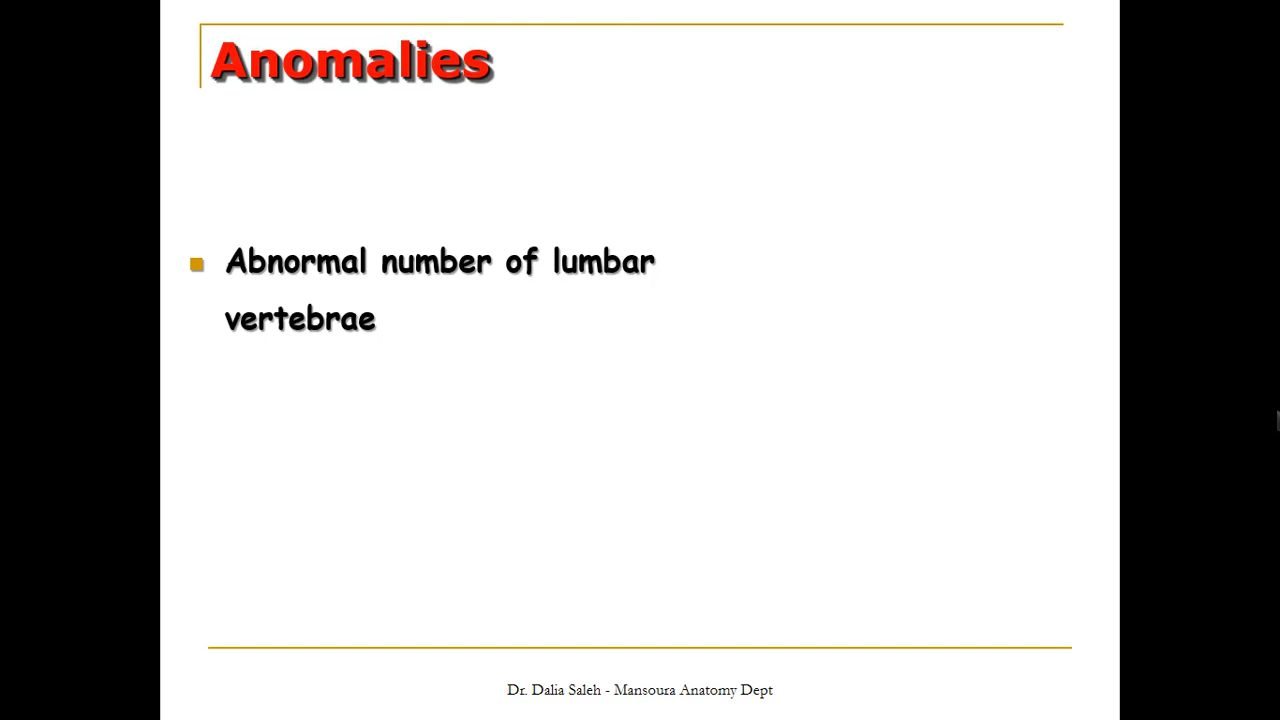 Anomalies
Abnormal number of lumbar
vertebrae
Dr. Dalia Saleh - Mansoura Anatomy Dept